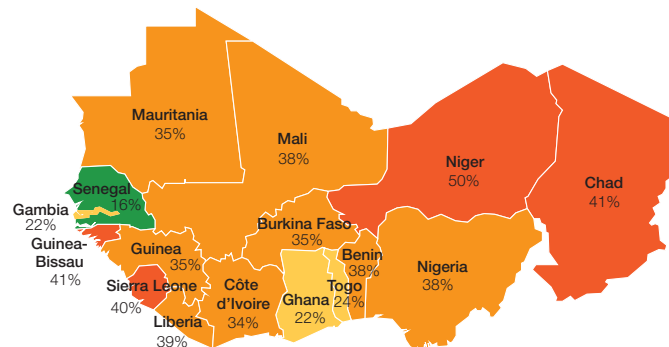 Mauritania
35%
Mali
38%
Niger
50%
Chad
41%
Senegal
16%
Gambia
22%
Guinea-
Bissau
41%
Guinea
35%
Sierra Leone
40%
Liberia
39%
Côte
d’Ivoire
34%
Burkina Faso
35%
Ghana
22%
Togo
24%
Benin
38%
Nigeria
38%